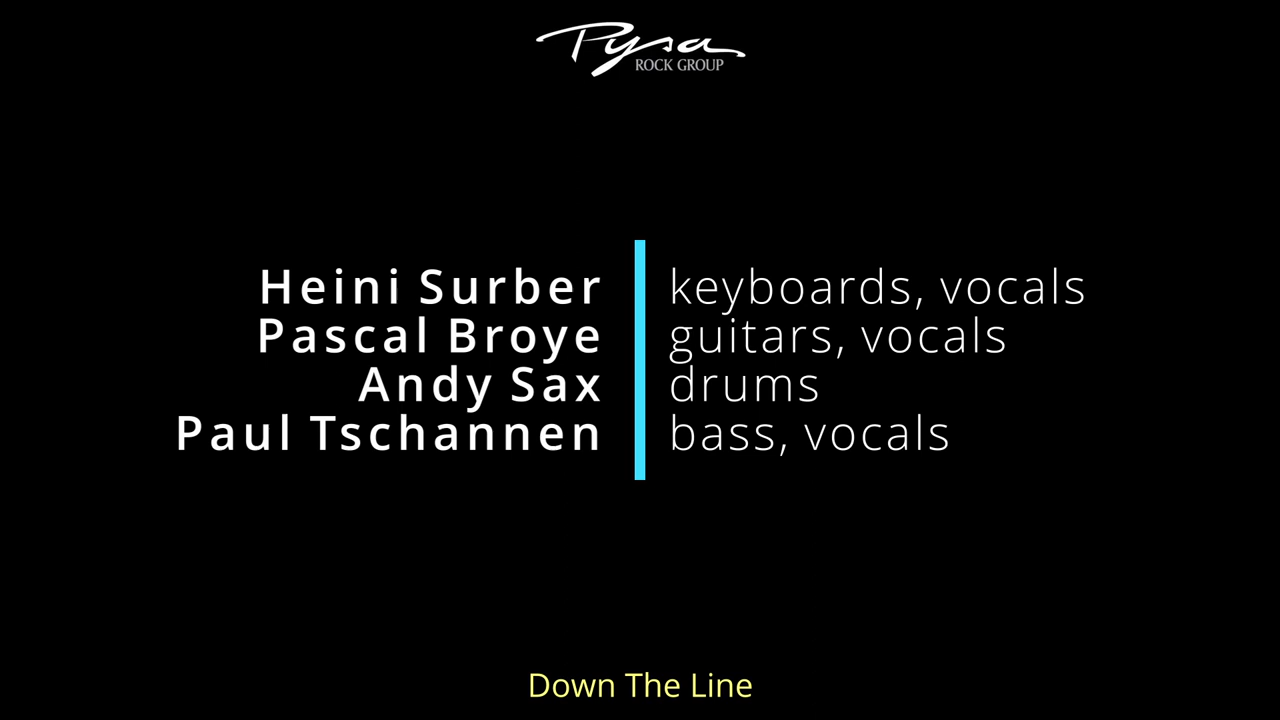 Pysa
ROCK GROUP
Heini Surber keyboards, vocals
Pascal Broye guitars, vocals
Andy Sax drums
Paul Tschannen bass, vocals
Down The Line